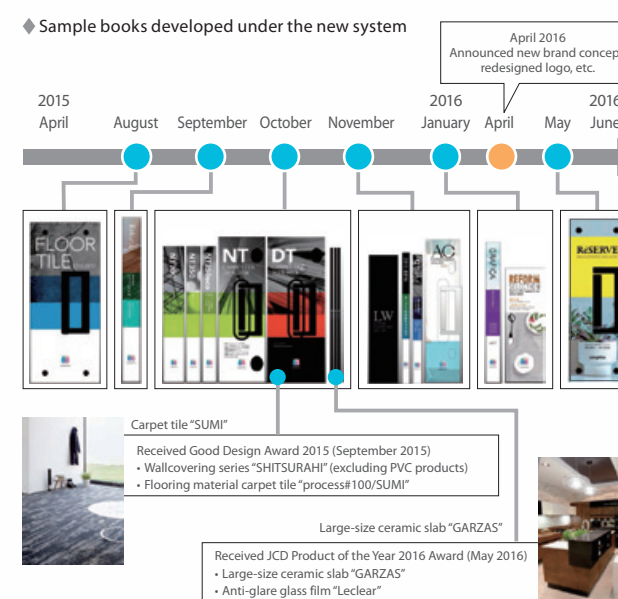 Sample books developed under the new system
April 2016
Announced new brand concep
redesigned logo, etc.
2015
April
August
September
October
November
2016
January
April
May
2016
June
FLOOR
TILE
NT
DT
LW
AC
REFORM
RESERVE
Carpet tile “SUMI”
Received Good Design Award 2015 (September 2015)
• Wallcovering series “SHITSURAHI” (excluding PVC products)
• Flooring material carpet tile “process#100/SUMI”
Large-size ceramic slab “GARZAS”
Received JCD Product of the Year 2016 Award (May 2016)
• Large-size ceramic slab “GARZAS”
• Anti-glare glass film “Leclear”